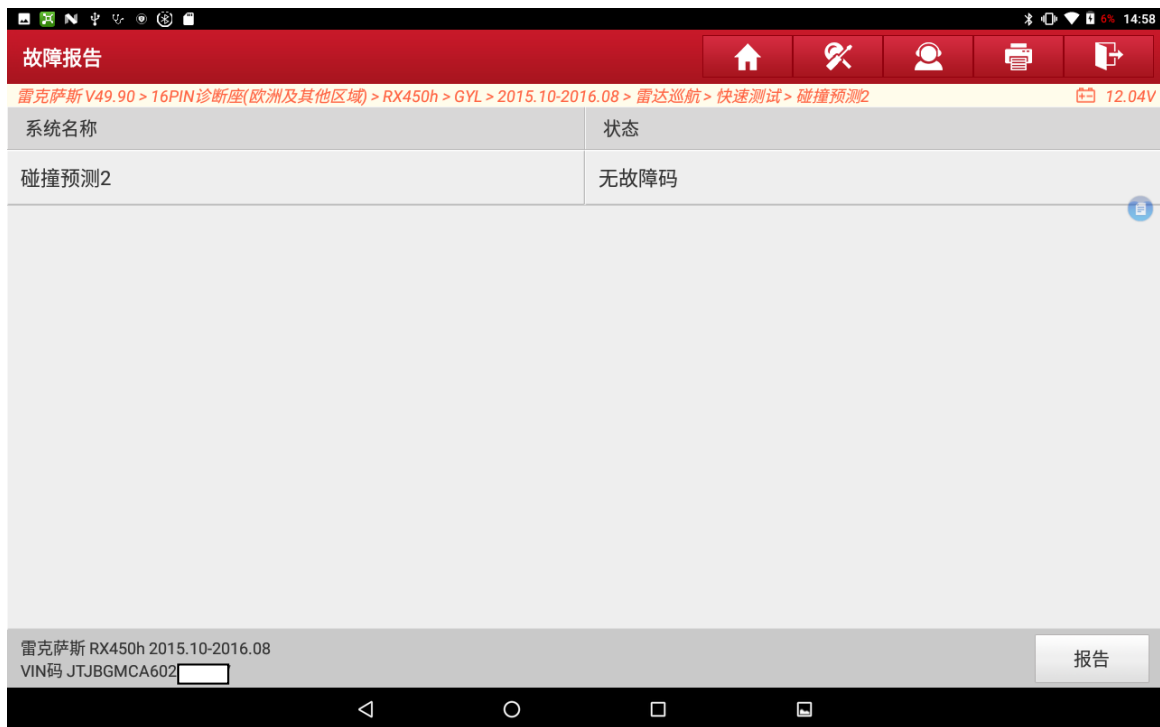 6% 14:58
故障报告
雷克萨斯 V49.90 > 16PIN诊断座(欧洲及其他区域) > RX450h > GYL > 2015.10-2016.08 > 雷达巡航 > 快速测试 > 碰撞预测2 12.04V
系统名称 状态
碰撞预测2 无故障码
雷克萨斯 RX450h 2015.10-2016.08
VIN码 JTJBGMCA602
报告